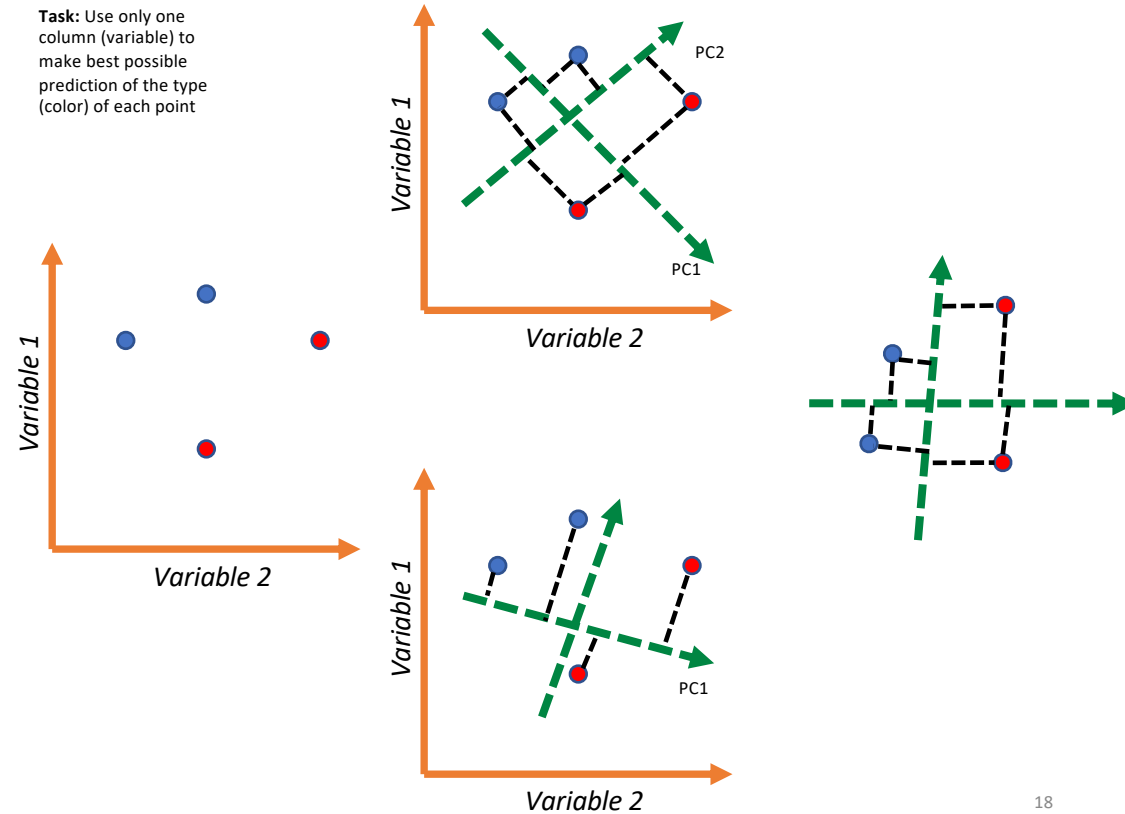 Task: Use only one
column (variable) to
make best possible
prediction of the type
(color) of each point
PC2
Variable 1
PC1
Variable 2
Variable 1
Variable 2
Variable 1
PC1
Variable 2
18